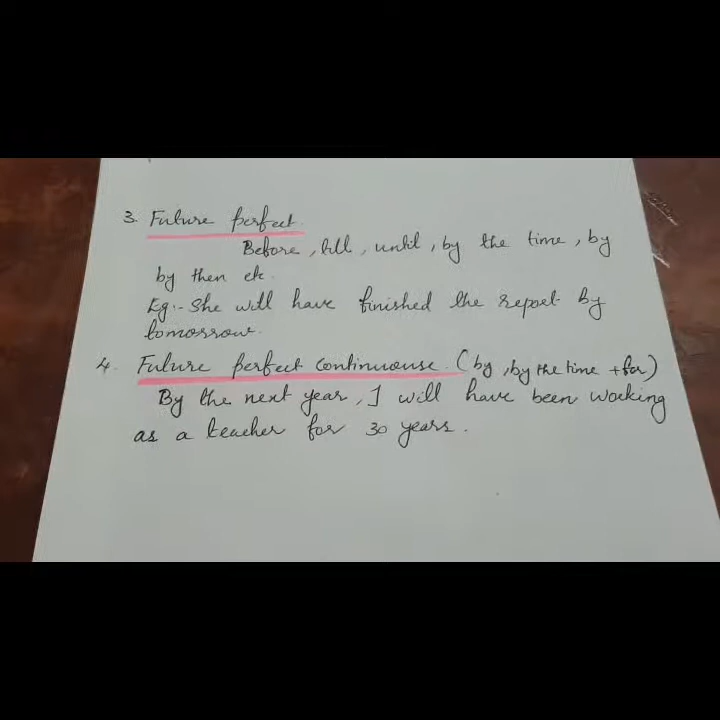 3. Future perfect
Before, till, until, by the time, by
by then etc.
Eg:- She will have finished the repoet By
tomorrow.
4. Future perfect continuouse. (by, by the time + for)
By the next year, I will have been working
as a teacher for 30 years.